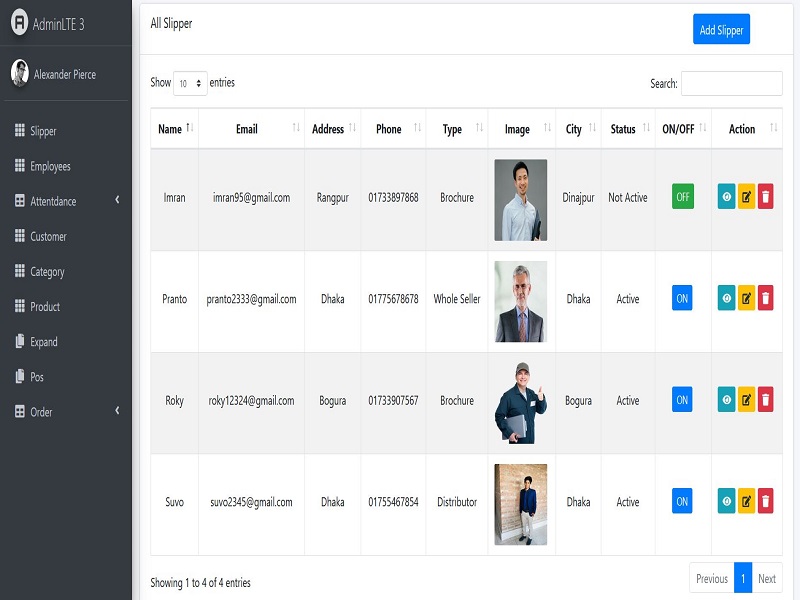 AdminLTE 3
Alexander Pierce
Slipper
Employees
Attentdance
Customer
Category
Product
Expand
Pos
Order
All Slipper
Add Slipper
Show 10 entries
Search:
Name Email Address Phone Type Image City Status ON/OFF Action
Imran imran95@gmail.com Rangpur 01733897868 Brochure Dinajpur Not Active OFF
Pranto pranto2333@gmail.com Dhaka 01775678678 Whole Seller Dhaka Active ON
Roky roky12324@gmail.com Bogura 01733907567 Brochure Bogura Active ON
Suvo suvo2345@gmail.com Dhaka 01755467854 Distributor Dhaka Active ON
Showing 1 to 4 of 4 entries
Previous 1 Next